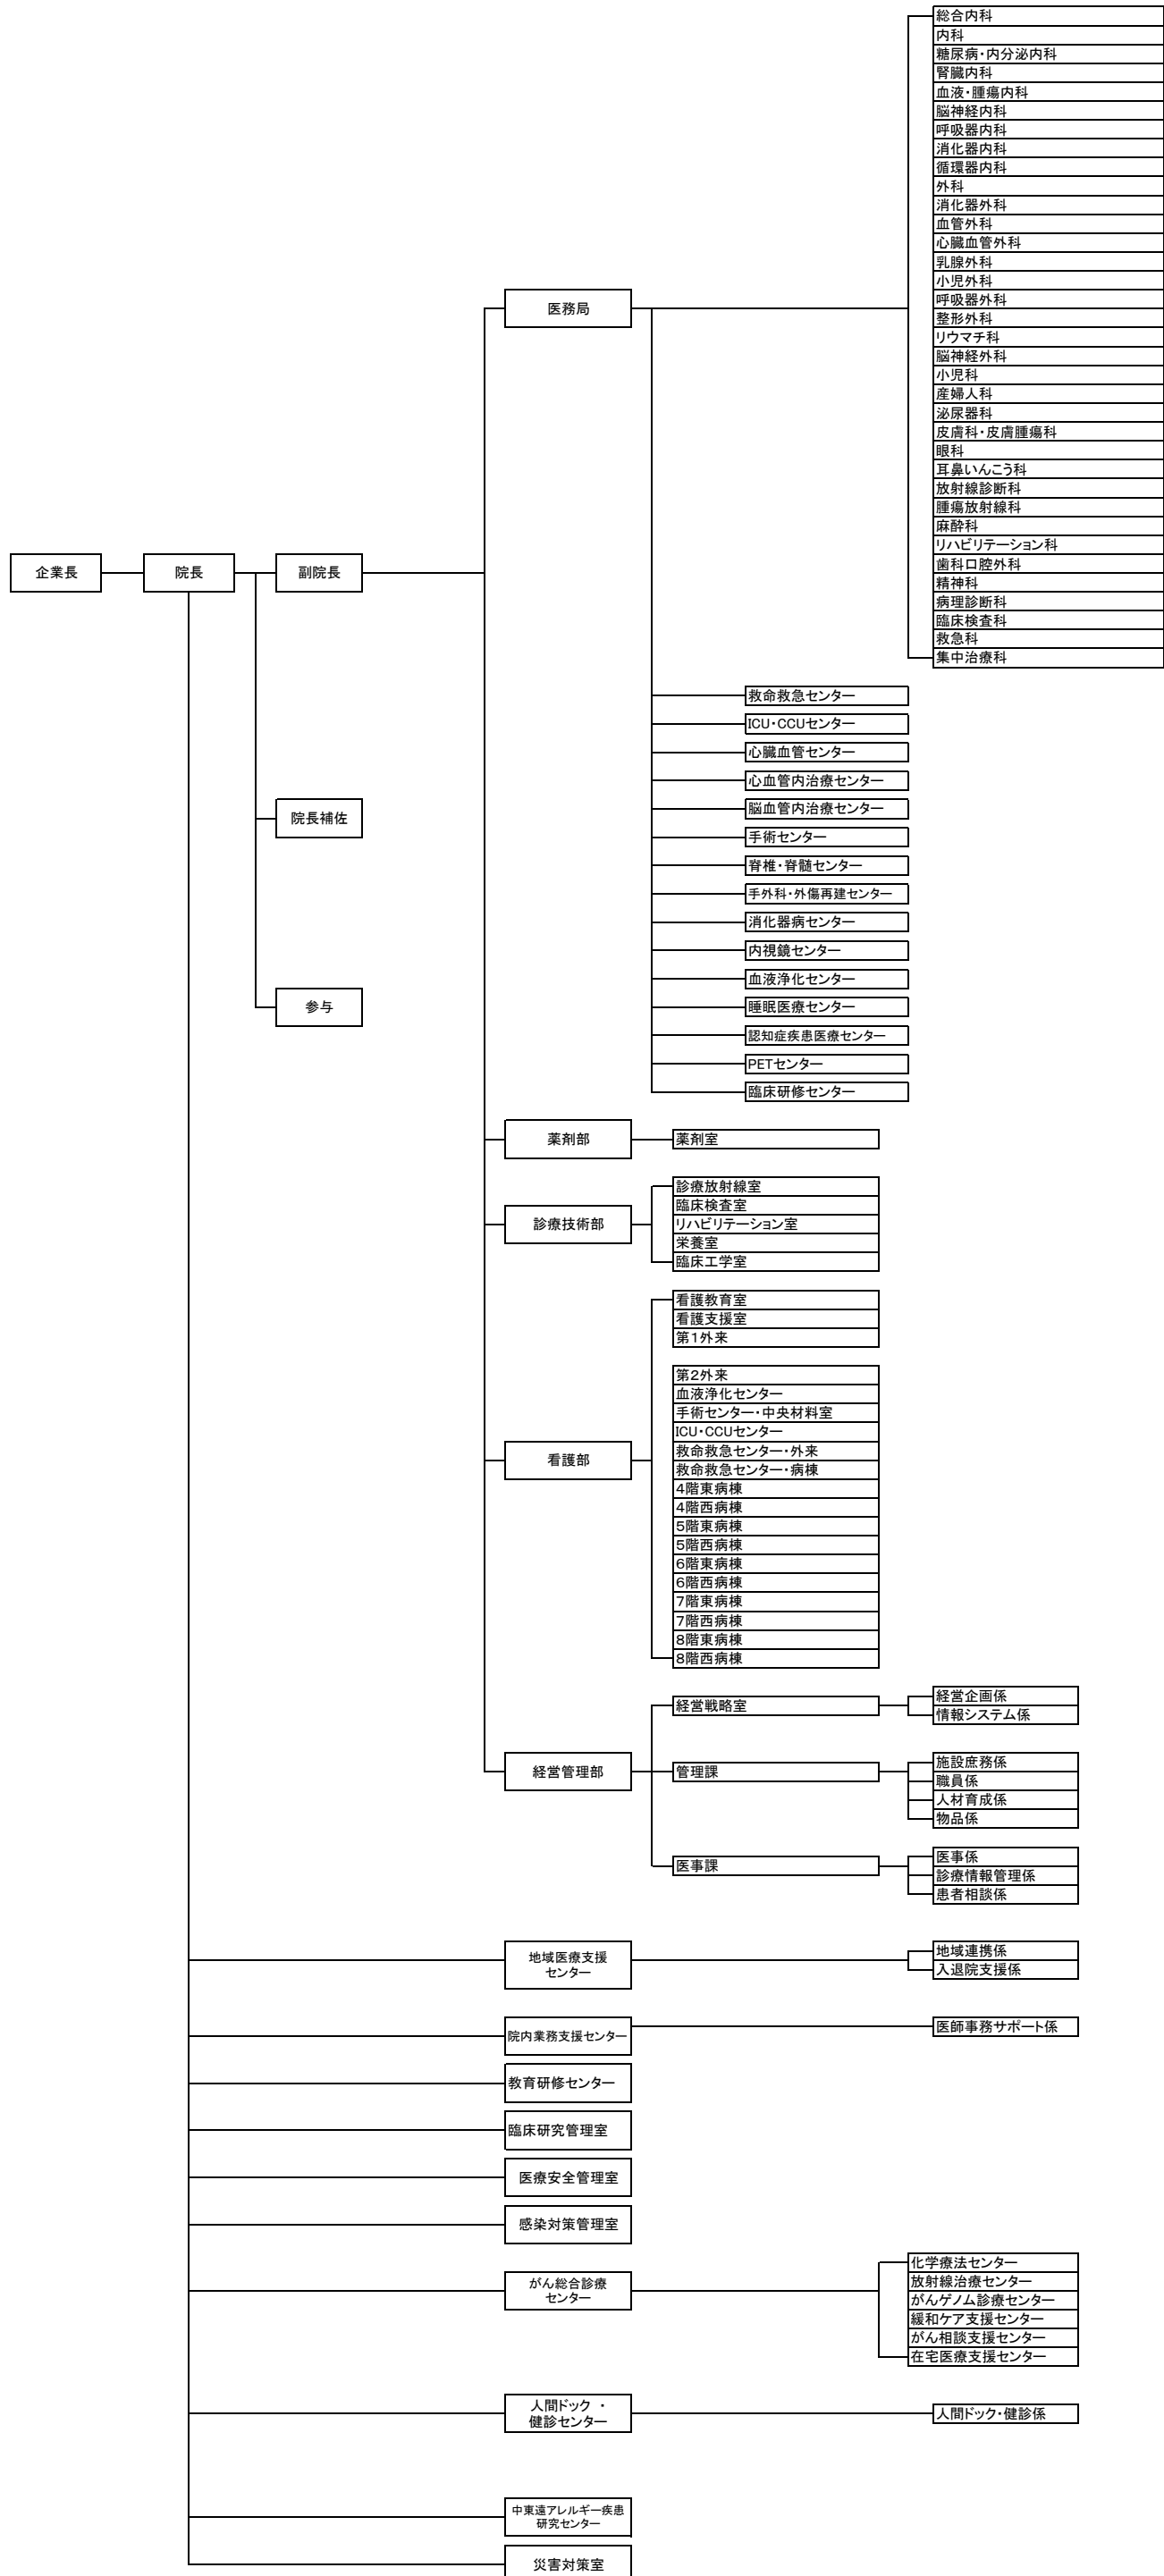 総合内科
内科
糖尿病・内分泌内科
腎臓内科
血液・腫瘍内科
脳神経内科
呼吸器内科
消化器内科
循環器内科
外科
消化器外科
血管外科
心臓血管外科
乳腺外科
小児外科
呼吸器外科
整形外科
リウマチ科
脳神経外科
小児科
産婦人科
泌尿器科
皮膚科・皮膚腫瘍科
眼科
耳鼻いんこう科
放射線診断科
腫瘍放射線科
麻酔科
リハビリテーション科
歯科口腔外科
精神科
病理診断科
臨床検査科
救急科
集中治療科
医務局
企業長
院長
副院長
院長補佐
参与
救命救急センター
ICU・CCUセンター
心臓血管センター
心血管内治療センター
脳血管内治療センター
手術センター
脊椎・脊髄センター
手外科・外傷再建センター
消化器病センター
内視鏡センター
血液浄化センター
睡眠医療センター
認知症疾患医療センター
PETセンター
臨床研修センター
薬剤部
薬剤室
診療技術部
診療放射線室
臨床検査室
リハビリテーション室
栄養室
臨床工学室
看護部
看護教育室
看護支援室
第1外来
第2外来
血液浄化センター
手術センター・中央材料室
ICU・CCUセンター
救命救急センター・外来
救命救急センター・病棟
4階東病棟
4階西病棟
5階東病棟
5階西病棟
6階東病棟
6階西病棟
7階東病棟
7階西病棟
8階東病棟
8階西病棟
経営管理部
経営戦略室
経営企画係
情報システム係
管理課
施設庶務係
職員係
人材育成係
物品係
医事課
医事係
診療情報管理係
患者相談係
地域医療支援
センター
地域連携係
入退院支援係
院内業務支援センター
医師事務サポート係
教育研修センター
臨床研究管理室
医療安全管理室
感染対策管理室
がん総合診療
センター
化学療法センター
放射線治療センター
がんゲノム診療センター
緩和ケア支援センター
がん相談支援センター
在宅医療支援センター
人間ドック ・
健診センター
人間ドック・健診係
中東遠アレルギー疾患
研究センター
災害対策室